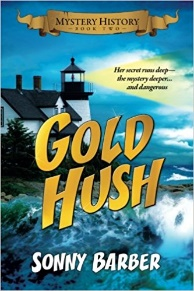 MYSTERY HISTORY
BOOK TWO
Her secret runs deep—
the mystery deeper...
and dangerous
GOLD
HUSH
SONNY BARBER